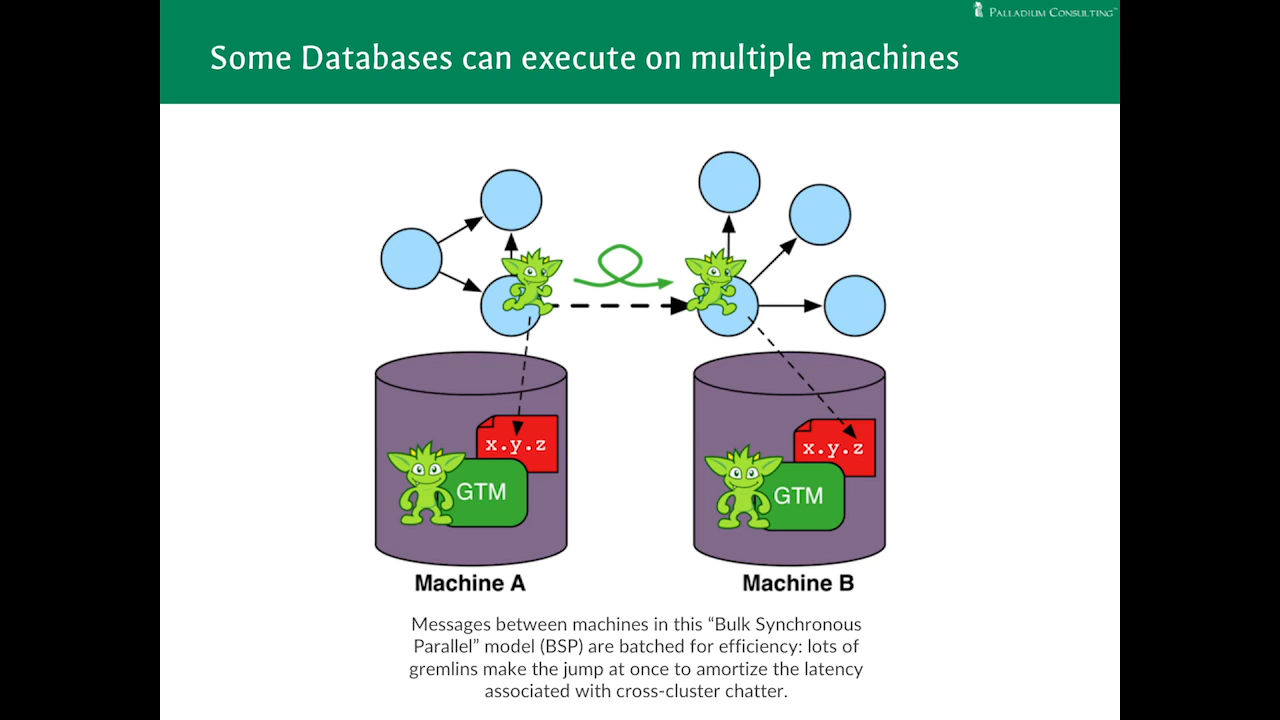 PALLADIUM CONSULTING™
Some Databases can execute on multiple machines
x.y.z
GTM
x.y.z
GTM
Machine A
Machine B
Messages between machines in this “Bulk Synchronous
Parallel” model (BSP) are batched for efficiency: lots of
gremlins make the jump at once to amortize the latency
associated with cross-cluster chatter.